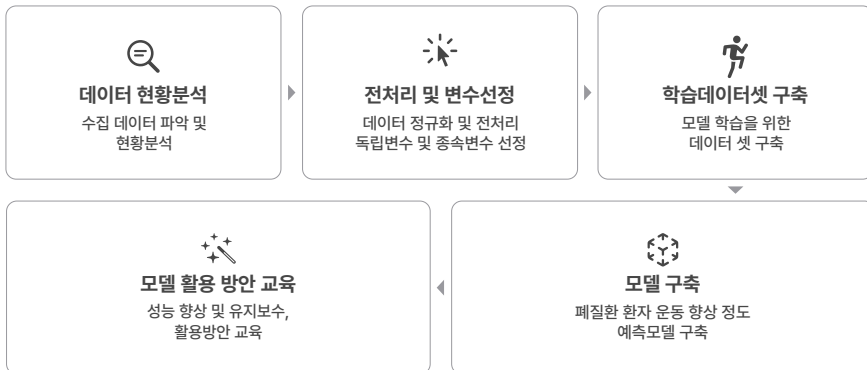 데이터 현황분석
수집 데이터 파악 및
현황분석
전처리 및 변수선정
데이터 정규화 및 전처리
독립변수 및 종속변수 선정
학습데이터셋 구축
모델 학습을 위한
데이터 셋 구축
모델 구축
폐질환 환자 운동 향상 정도
예측모델 구축
모델 활용 방안 교육
성능 향상 및 유지보수,
활용방안 교육